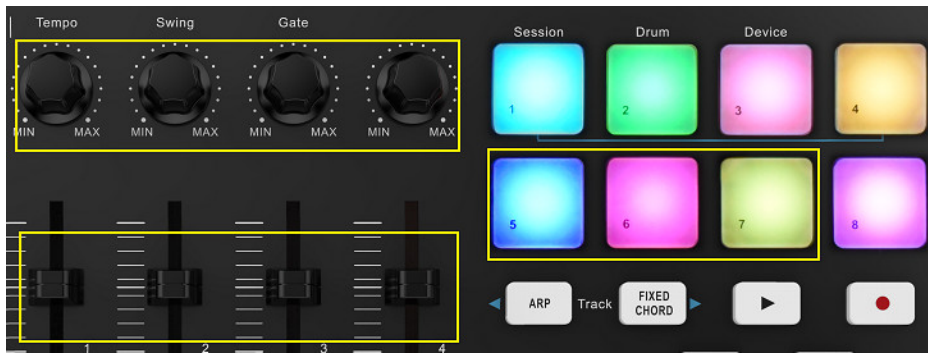 Tempo Swing Gate
MIN MAX MIN MAX MIN MAX MIN MAX
1 2 3 4
Session Drum Device
1 2 3 4
5 6 7 8
ARP Track FIXED CHORD